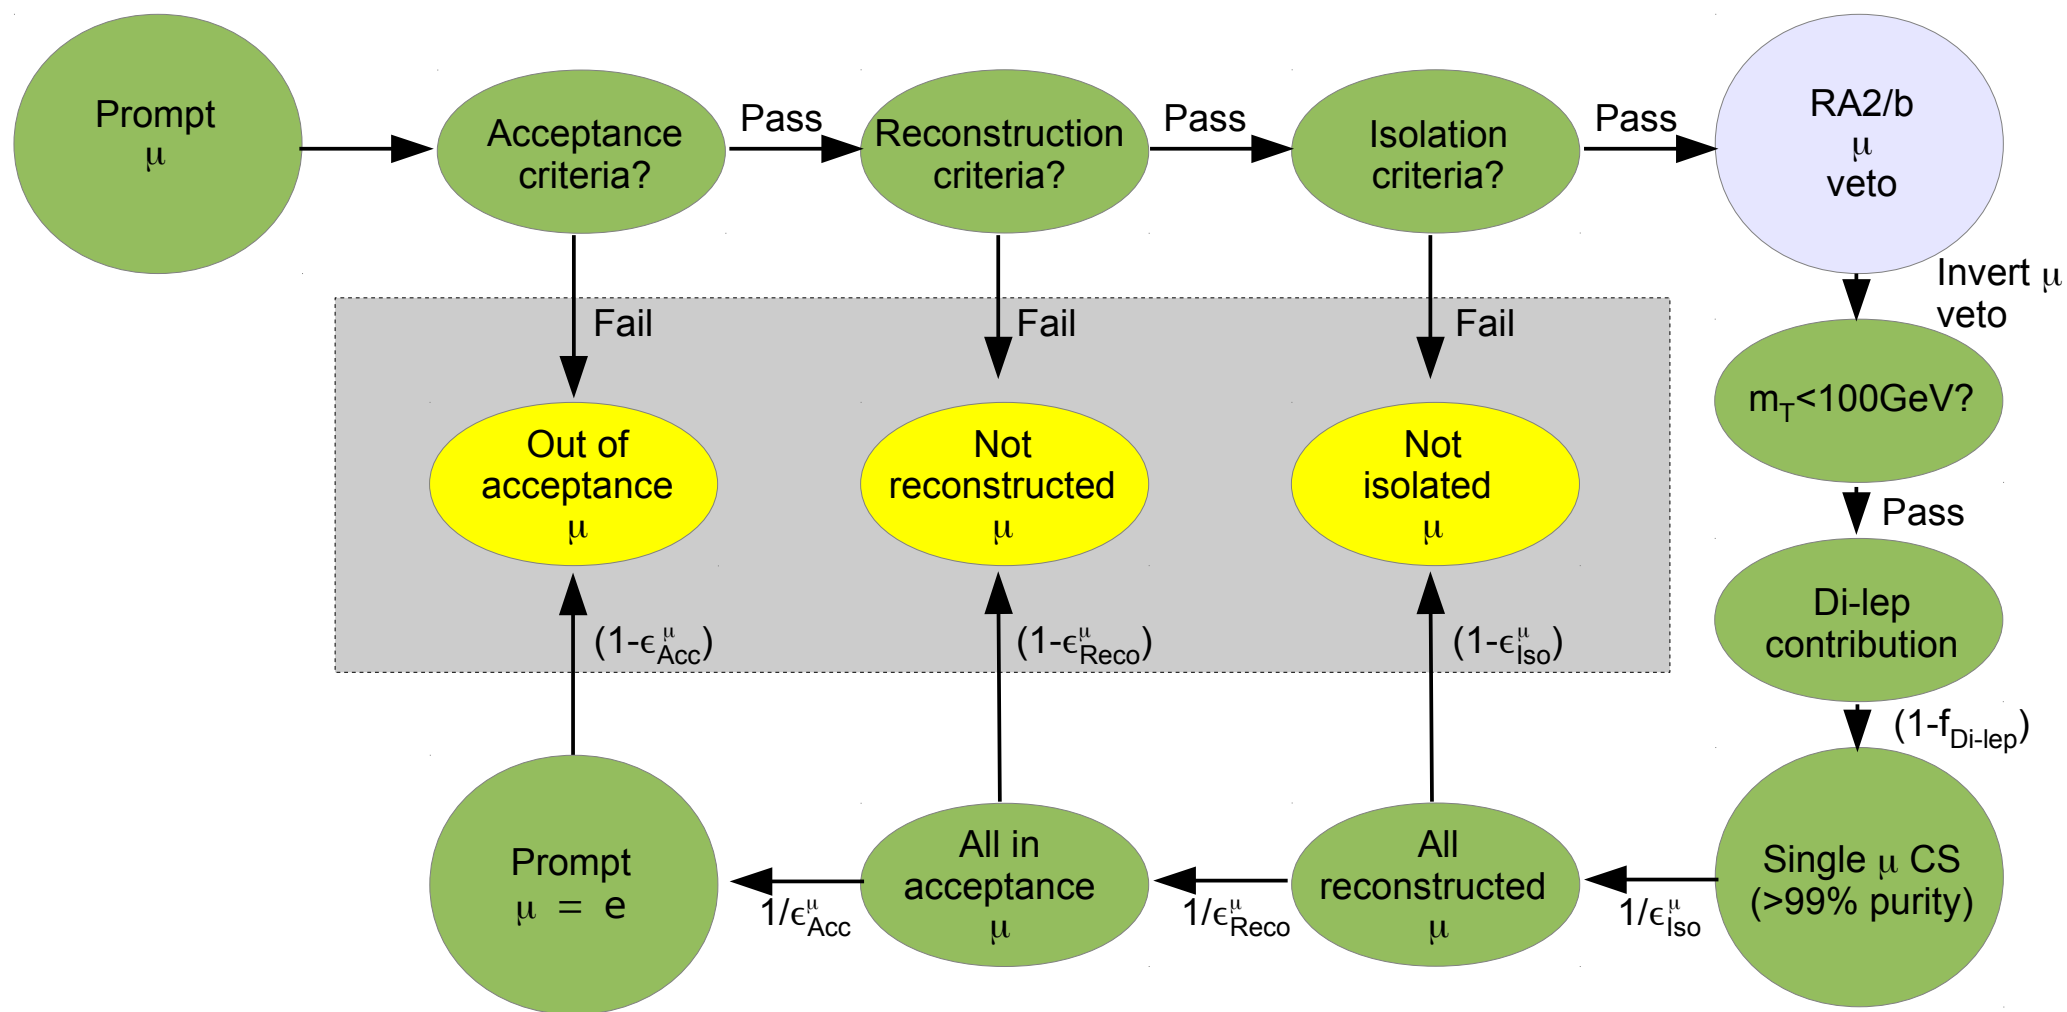 Prompt
μ
Acceptance
criteria?
Pass
Reconstruction
criteria?
Pass
Isolation
criteria?
Pass
RA2/b
μ
veto
Invert μ
veto
Fail
Fail
Fail
m_T<100GeV?
Out of
acceptance
μ
Not
reconstructed
μ
Not
isolated
μ
Pass
Di-lep
contribution
(1-ϵ^μ_Acc)
(1-ϵ^μ_Reco)
(1-ϵ^μ_Iso)
(1-f_Di-lep)
Prompt
μ = e
1/ϵ^μ_Acc
All in
acceptance
μ
1/ϵ^μ_Reco
All
reconstructed
μ
1/ϵ^μ_Iso
Single μ CS
(>99% purity)